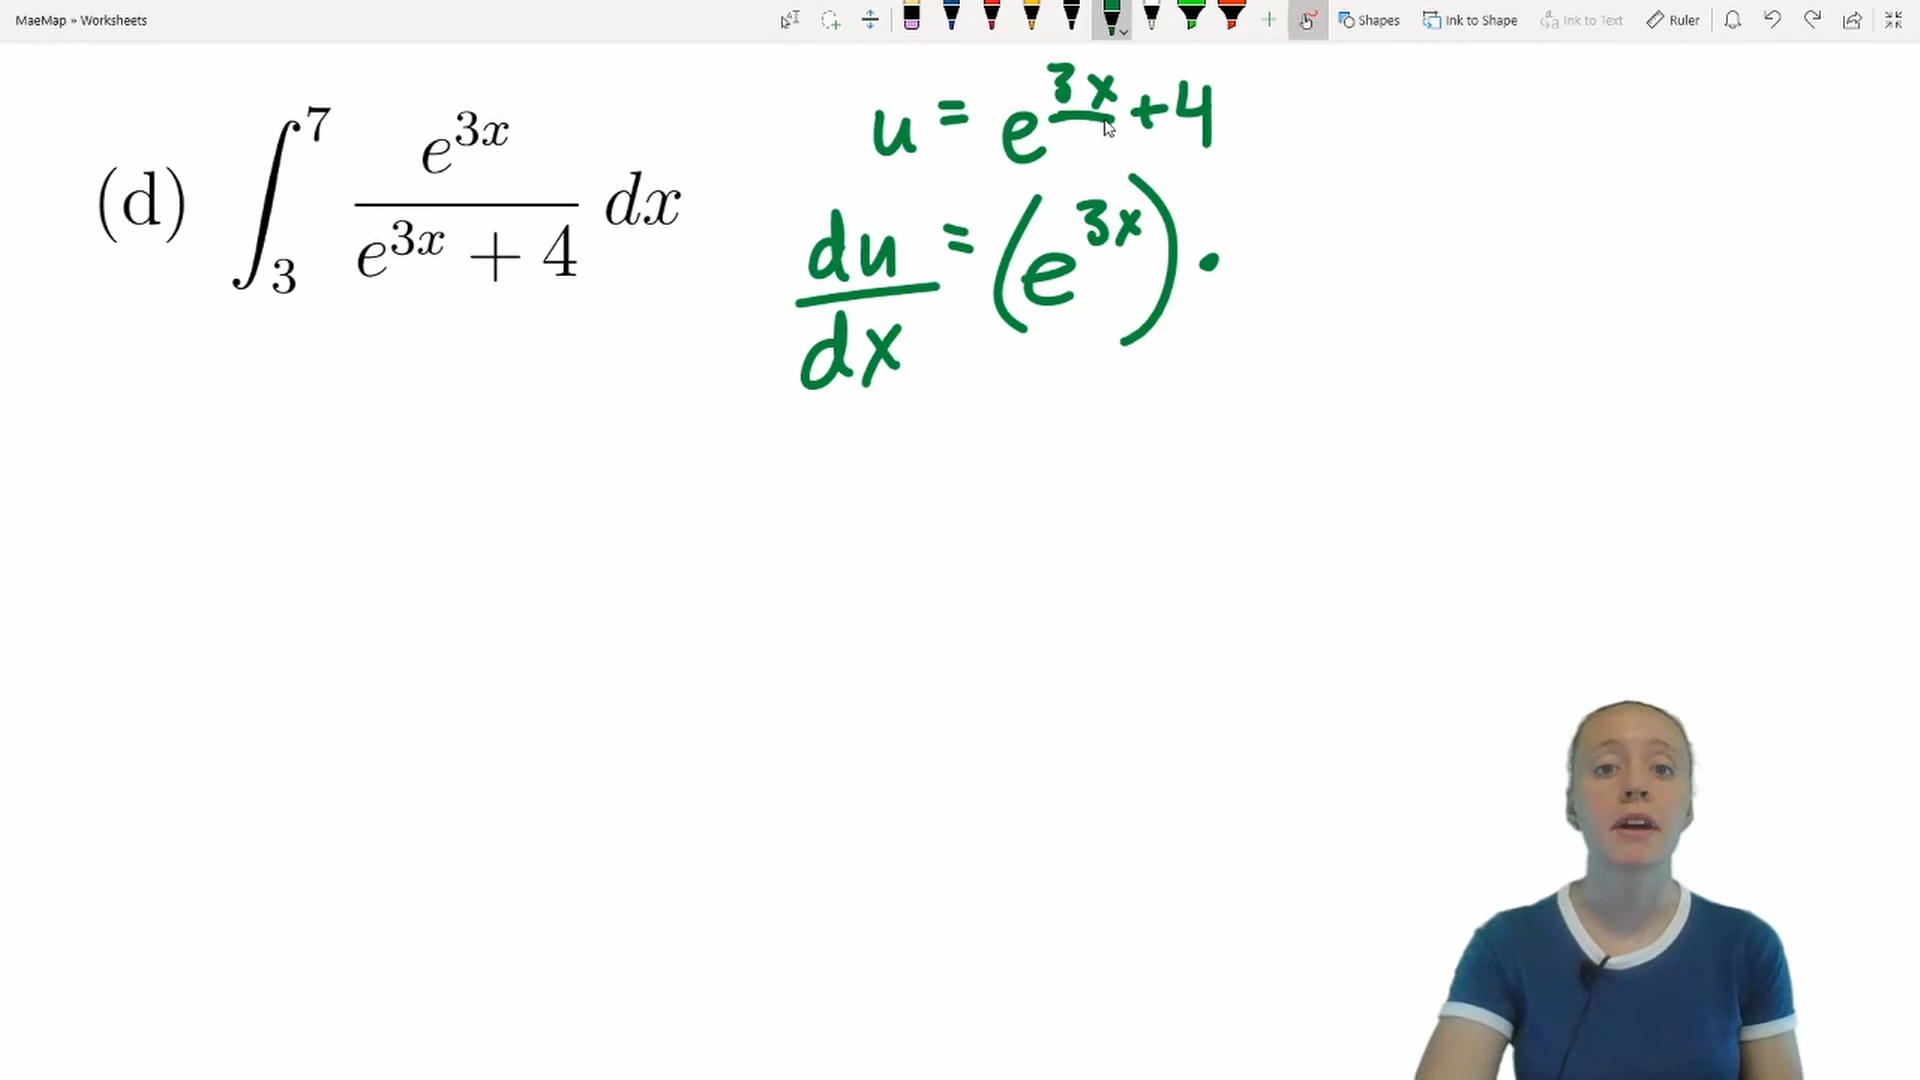 MaeMap » Worksheets
Shapes
Ink to Shape
Ink to Text
Ruler
(d) ∫₃⁷ e^{3x} / (e^{3x} + 4) dx
u = e^{3x} + 4
du/dx = (e^{3x}) ·